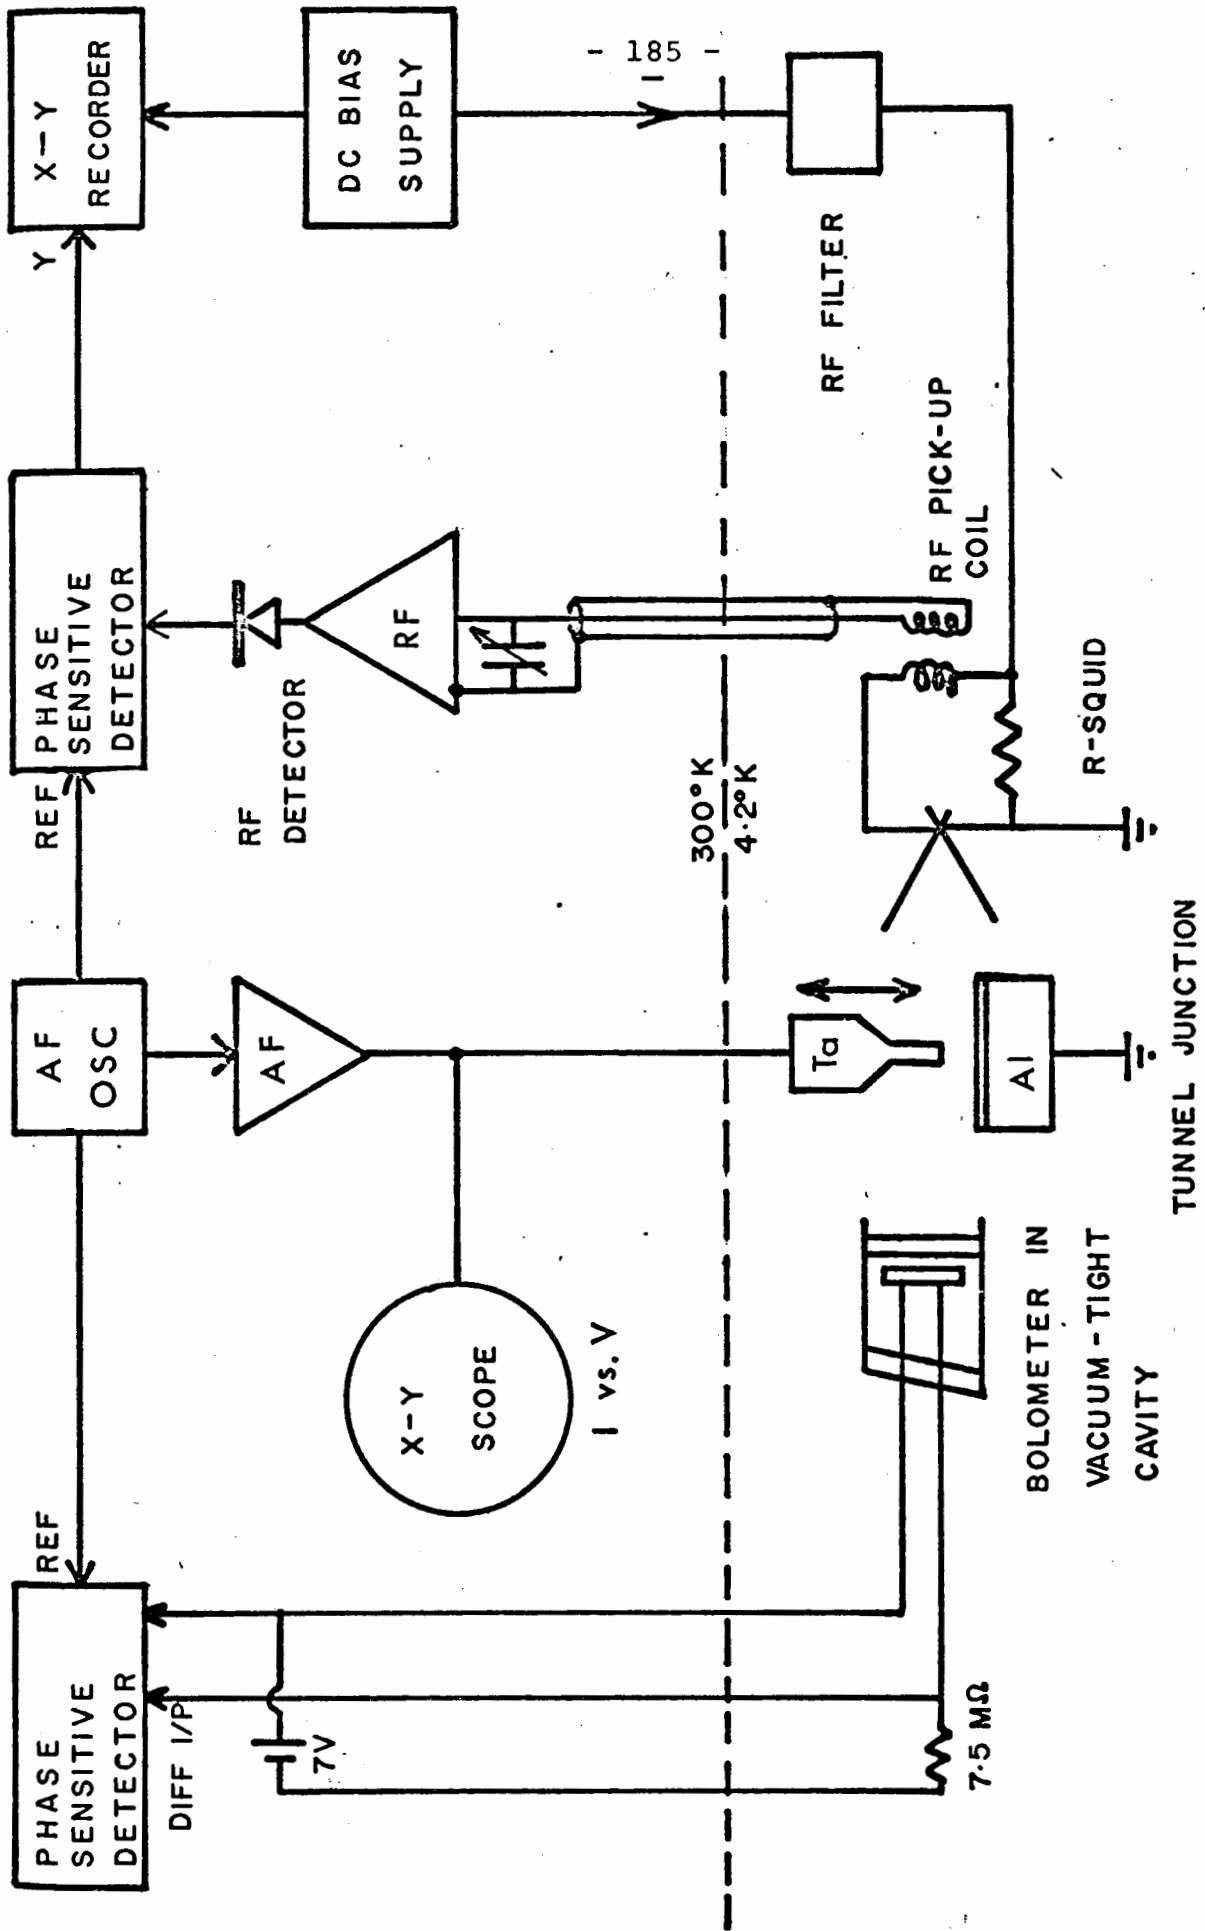 - 185 -
PHASE
SENSITIVE
DETECTOR
REF
DIFF I/P
7V
7.5 MΩ
X-Y
SCOPE
I vs. V
BOLOMETER IN
VACUUM-TIGHT
CAVITY
AF
OSC
AF
Ta
Al
TUNNEL JUNCTION
REF
PHASE
SENSITIVE
DETECTOR
RF
DETECTOR
RF
300°K
4.2°K
R-SQUID
RF PICK-UP
COIL
Y
X-Y
RECORDER
DC BIAS
SUPPLY
I
RF FILTER